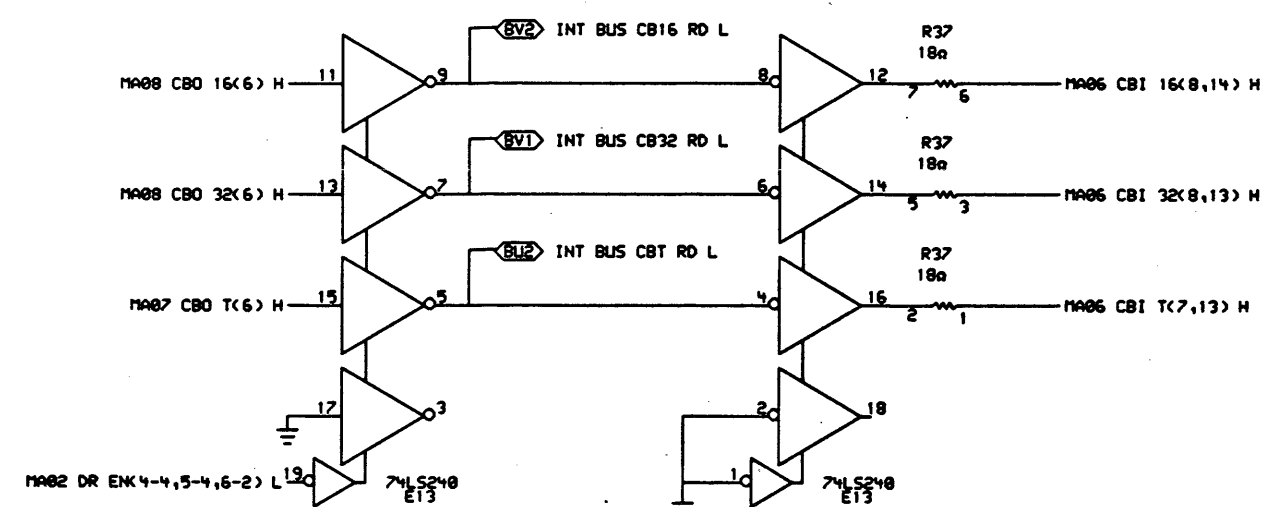 BV2 INT BUS CB16 RD L
R37
18Ω
MA08 CBO 16(6) H 11 9 8 12 7 6 MA06 CBI 16(8,14) H
BV1 INT BUS CB32 RD L
R37
18Ω
MA08 CBO 32(6) H 13 7 6 14 5 3 MA06 CBI 32(8,13) H
BU2 INT BUS CBT RD L
R37
18Ω
MA07 CBO T(6) H 15 5 4 16 2 1 MA06 CBI T(7,13) H
17 3 2 18
MA02 DR EN(4-4,5-4,6-2) L 19 74LS240 1 74LS240
E13 E13